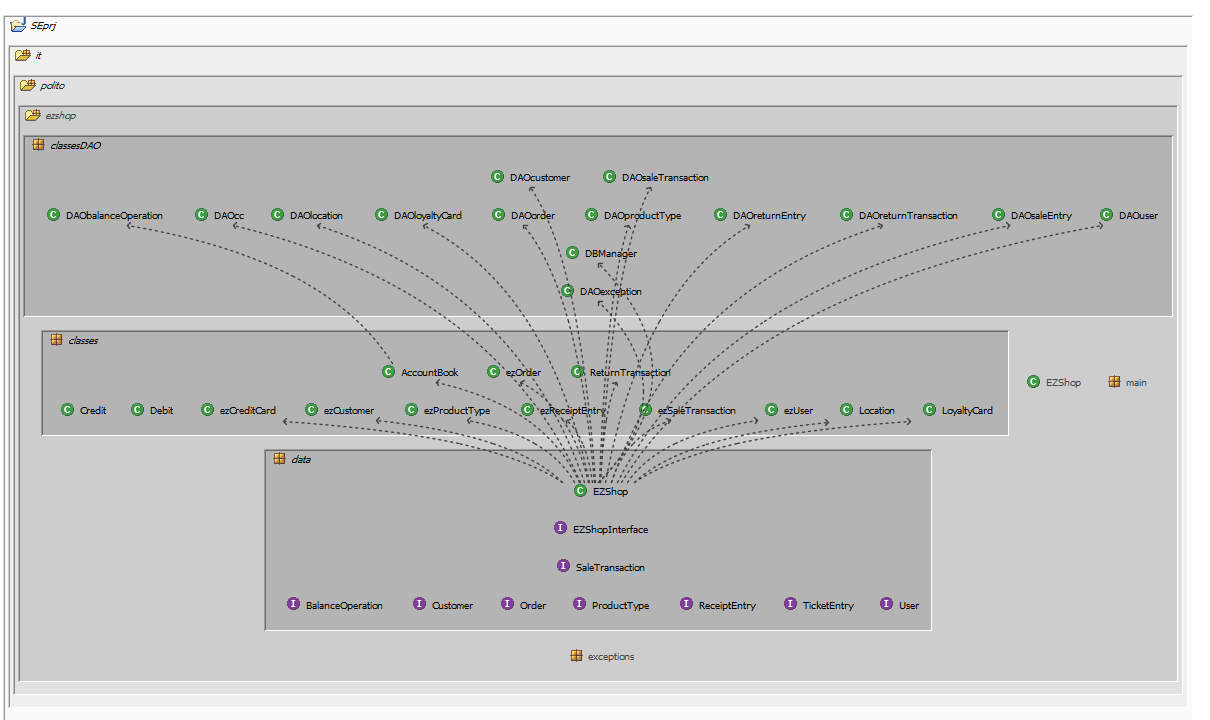 SEprj
it
polito
ezshop
classesDAO
DAOcustomer DAOsaleTransaction
DAObalanceOperation DAOcc DAOlocation DAOloyaltyCard DAOorder DAOproductType DAOreturnEntry DAOreturnTransaction DAOsaleEntry DAOuser
DBManager
DAOexception
classes
AccountBook ezOrder ReturnTransaction
EZShop main
Credit Debit ezCreditCard ezCustomer ezProductType ezReceiptEntry ezSaleTransaction ezUser Location LoyaltyCard
data
EZShop
EZShopInterface
SaleTransaction
BalanceOperation Customer Order ProductType ReceiptEntry TicketEntry User
exceptions